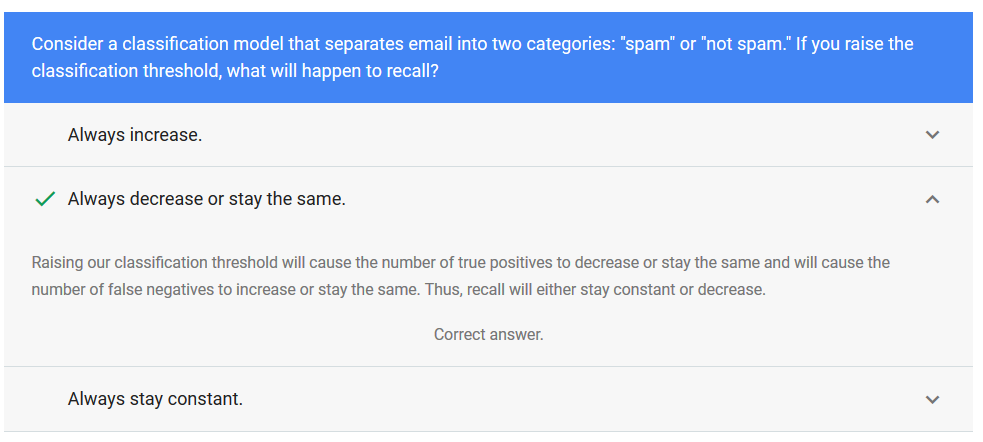 Consider a classification model that separates email into two categories: "spam" or "not spam." If you raise the
classification threshold, what will happen to recall?
Always increase.
Always decrease or stay the same.
Raising our classification threshold will cause the number of true positives to decrease or stay the same and will cause the
number of false negatives to increase or stay the same. Thus, recall will either stay constant or decrease.
Correct answer.
Always stay constant.